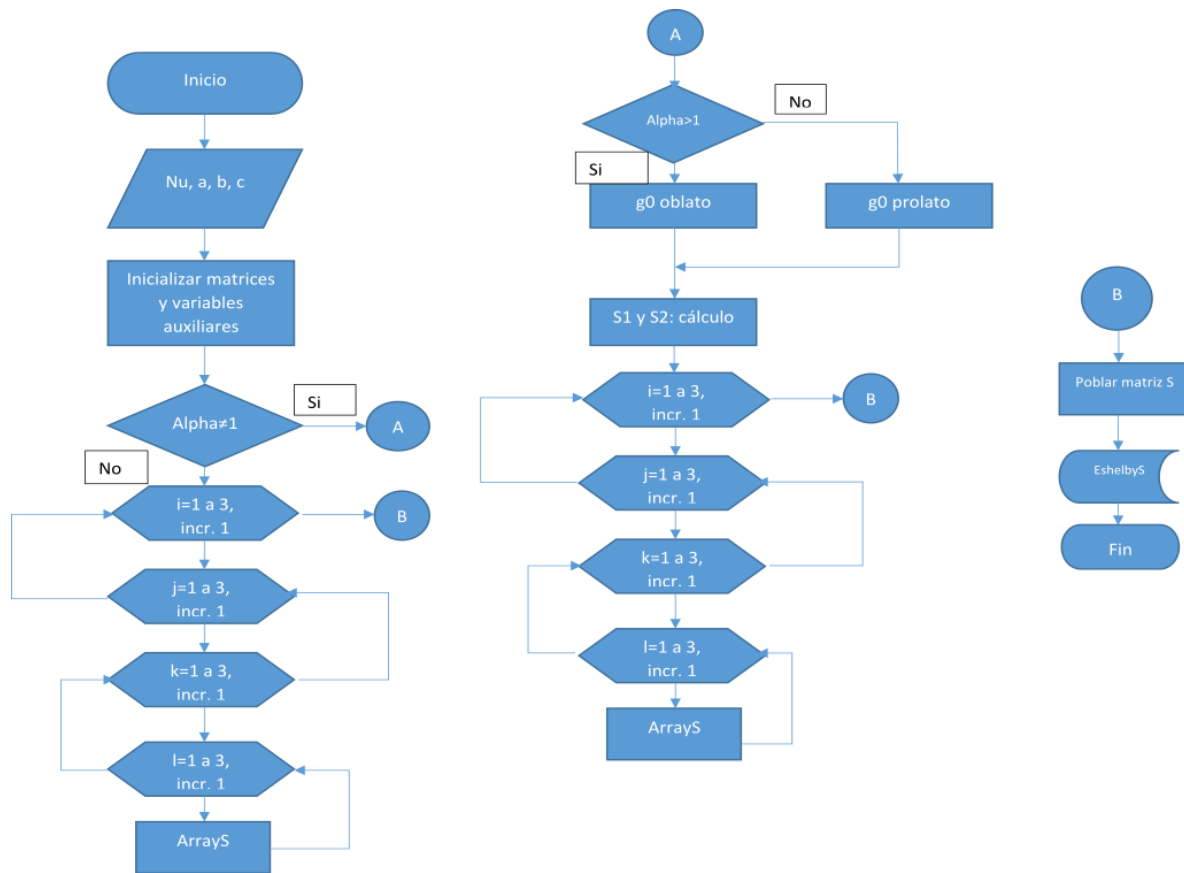 Inicio
Nu, a, b, c
Inicializar matrices
y variables
auxiliares
Alpha≠1
Si
A
No
i=1 a 3,
incr. 1
B
j=1 a 3,
incr. 1
k=1 a 3,
incr. 1
l=1 a 3,
incr. 1
ArrayS
A
Alpha>1
No
Si
g0 oblato
g0 prolato
S1 y S2: cálculo
i=1 a 3,
incr. 1
B
j=1 a 3,
incr. 1
k=1 a 3,
incr. 1
l=1 a 3,
incr. 1
ArrayS
B
Poblar matriz S
EshelbyS
Fin